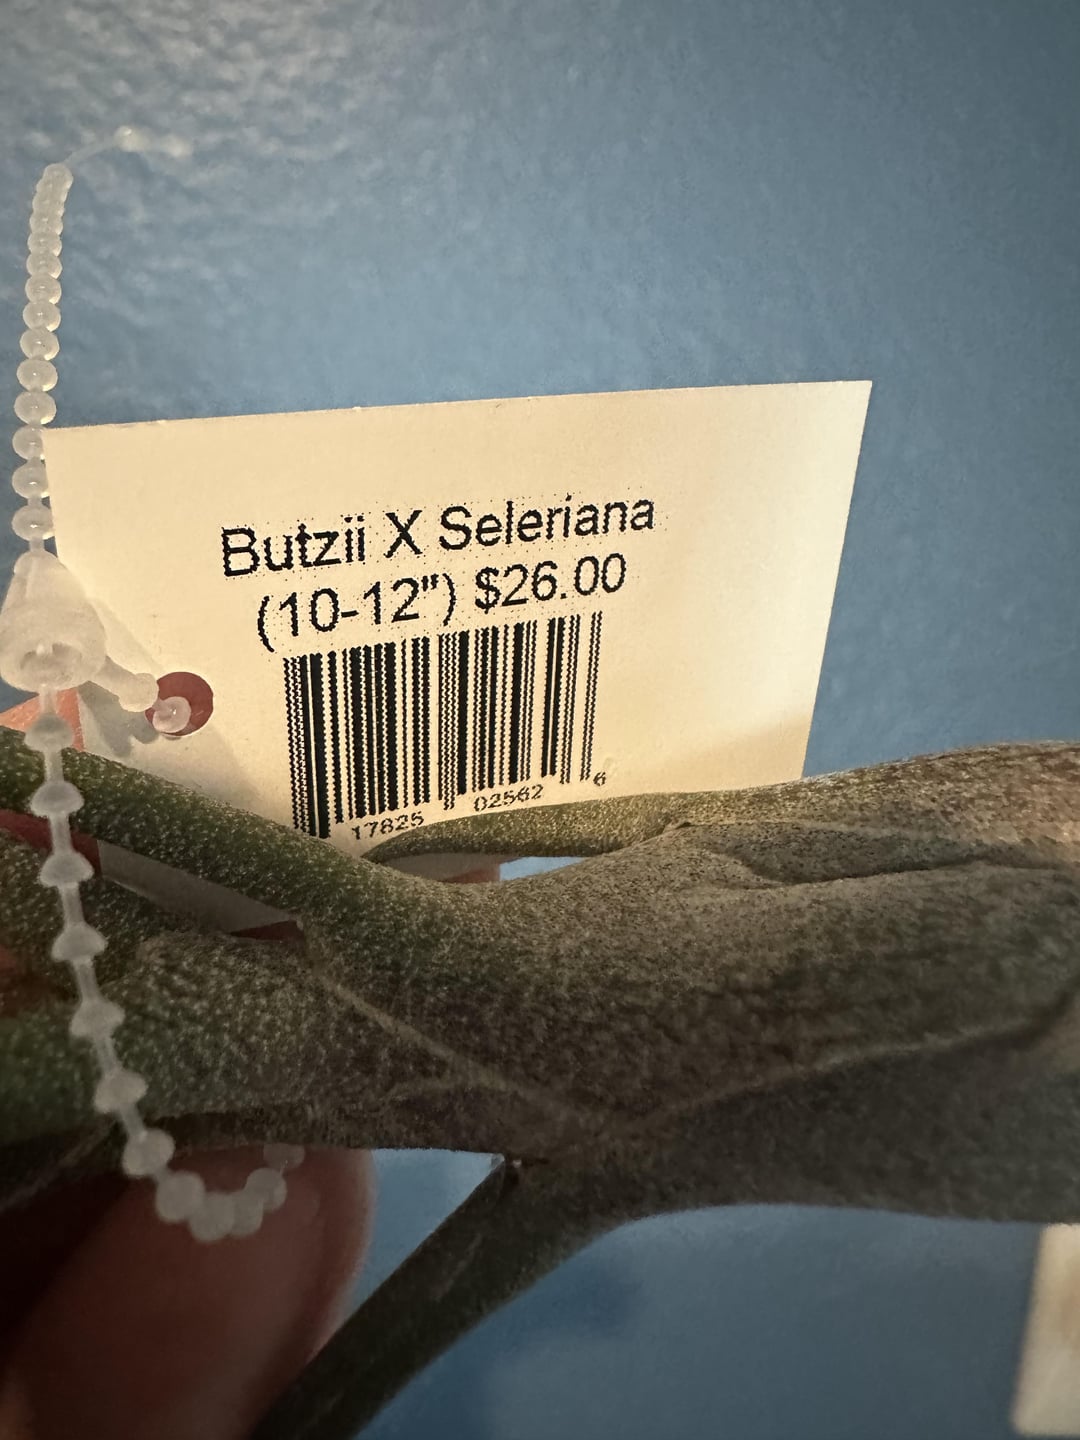 Butzii X Seleriana
(10-12") $26.00
17825 02562 6